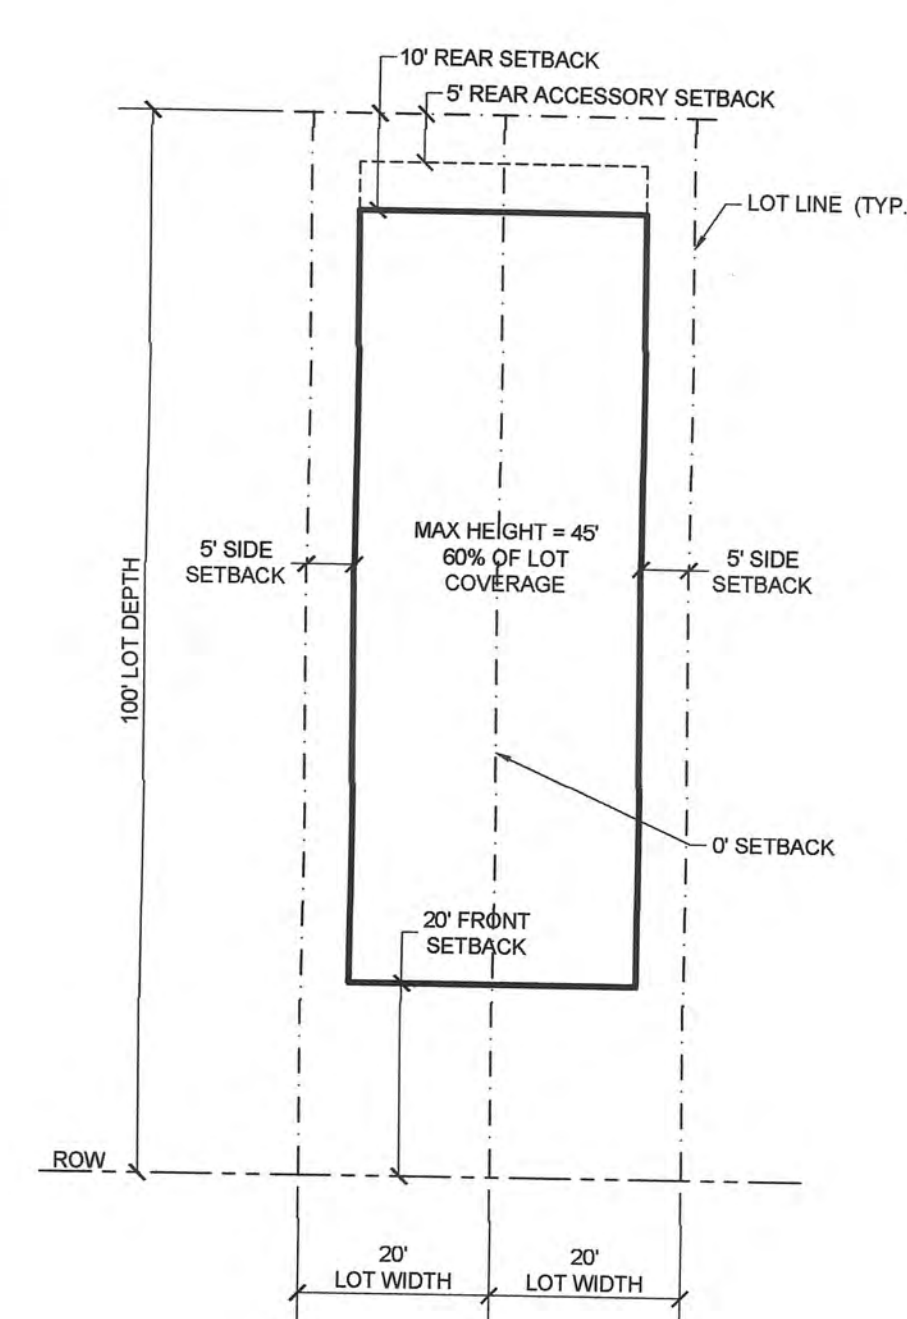 10' REAR SETBACK
5' REAR ACCESSORY SETBACK
LOT LINE (TYP.
MAX HEIGHT = 45'
60% OF LOT
COVERAGE
5' SIDE
SETBACK
5' SIDE
SETBACK
100' LOT DEPTH
0' SETBACK
20' FRONT
SETBACK
ROW
20'
LOT WIDTH
20'
LOT WIDTH